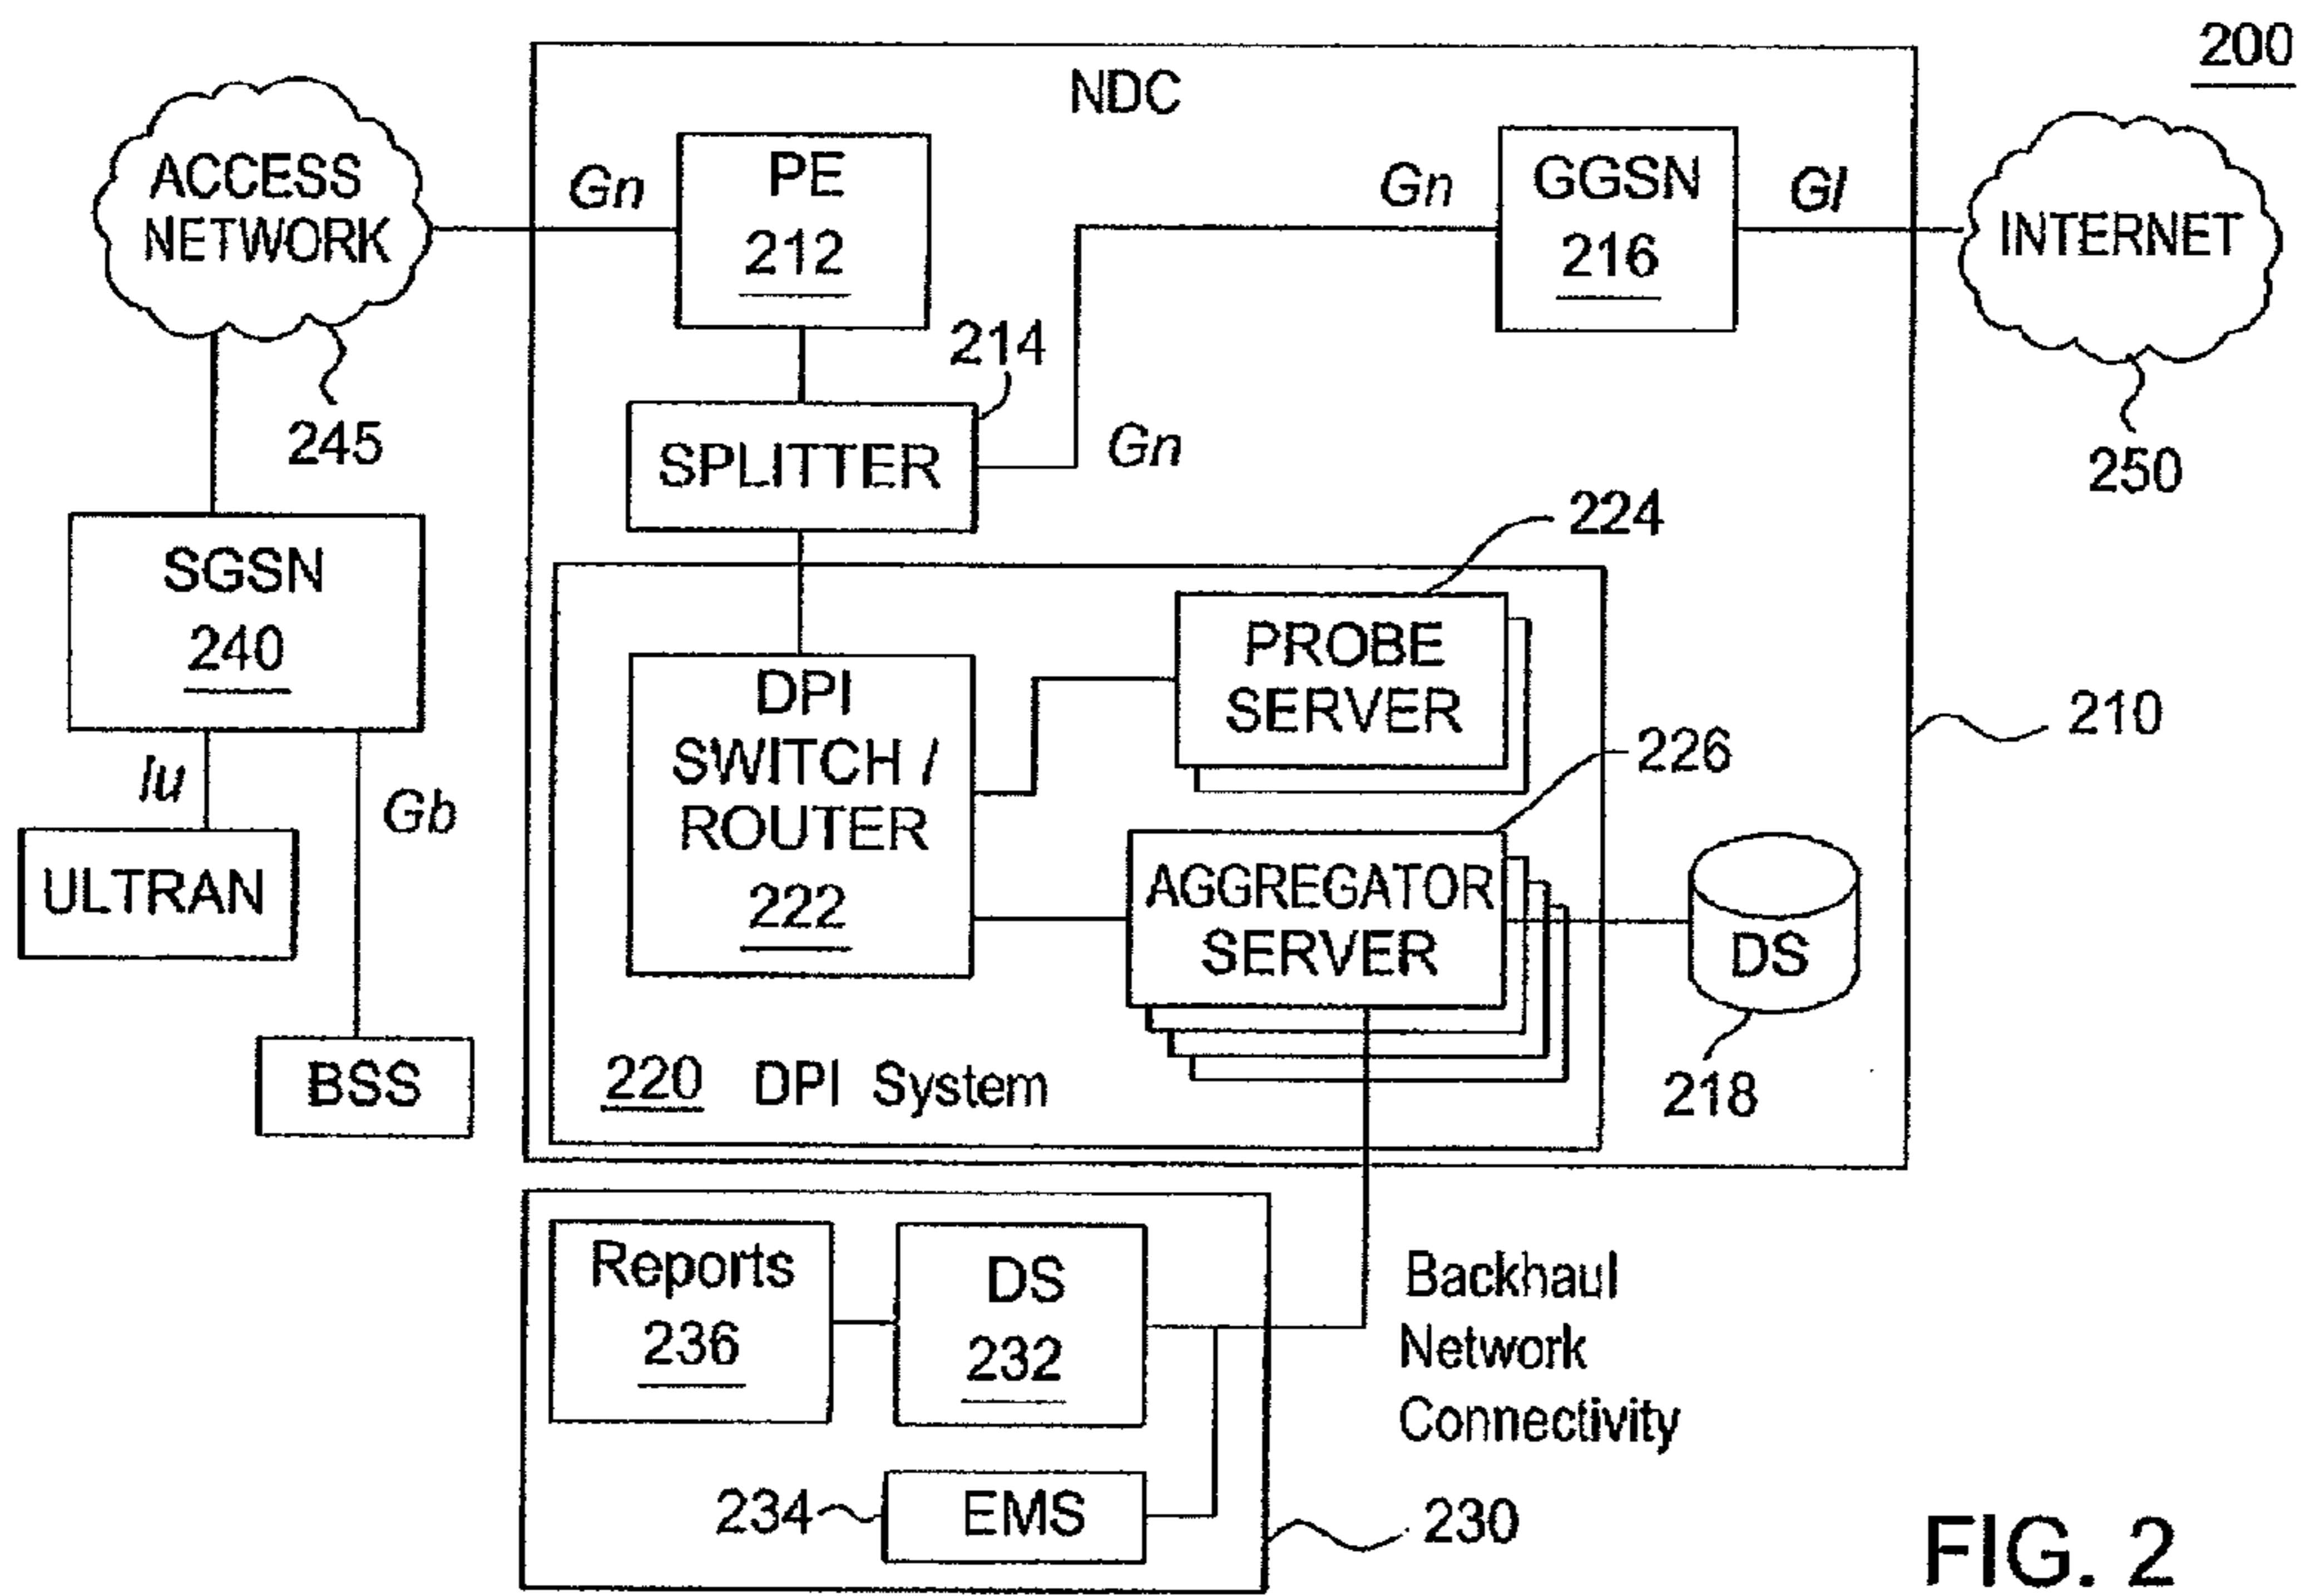 200
NDC
ACCESS
NETWORK
Gn
PE
212
Gn
GGSN
216
GI
INTERNET
214
245
SPLITTER
Gn
250
224
SGSN
240
PROBE
SERVER
DPI
SWITCH /
ROUTER
222
210
226
Iu
Gb
ULTRAN
AGGREGATOR
SERVER
DS
BSS
220 DPI System
218
Reports
236
DS
232
Backhaul
Network
Connectivity
234
EMS
230
FIG. 2